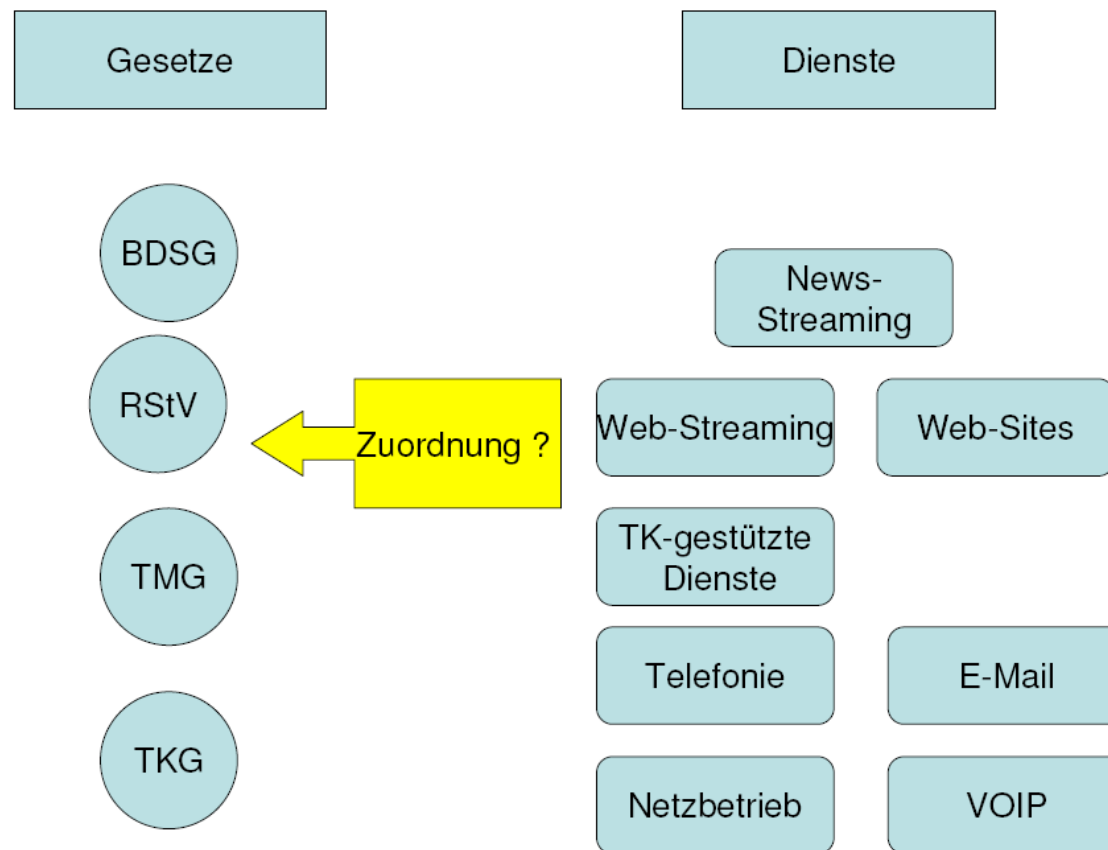 Gesetze
Dienste
BDSG
RStV
TMG
TKG
Zuordnung ?
News-
Streaming
Web-Streaming
Web-Sites
TK-gestützte
Dienste
Telefonie
E-Mail
Netzbetrieb
VOIP